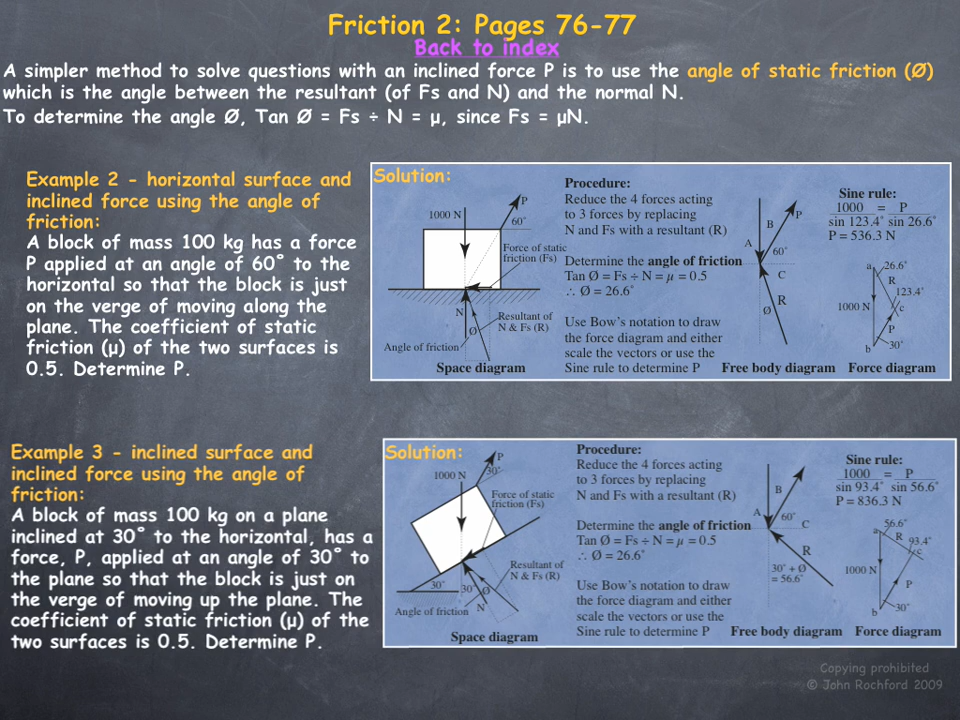 Friction 2: Pages 76-77
Back to index
A simpler method to solve questions with an inclined force P is to use the angle of static friction (Ø)
which is the angle between the resultant (of Fs and N) and the normal N.
To determine the angle Ø, Tan Ø = Fs ÷ N = µ, since Fs = µN.
Example 2 - horizontal surface and
inclined force using the angle of
friction:
A block of mass 100 kg has a force
P applied at an angle of 60˚ to the
horizontal so that the block is just
on the verge of moving along the
plane. The coefficient of static
friction (µ) of the two surfaces is
0.5. Determine P.
Solution:
P
1000 N
60˚
Force of static
friction (Fs)
N
Ø
Resultant of
N & Fs (R)
Angle of friction
Space diagram
Procedure:
Reduce the 4 forces acting
to 3 forces by replacing
N and Fs with a resultant (R)
Determine the angle of friction
Tan Ø = Fs ÷ N = µ = 0.5
∴ Ø = 26.6˚
Use Bow's notation to draw
the force diagram and either
scale the vectors or use the
Sine rule to determine P
P
B
A
60˚
C
R
Ø
Free body diagram
Sine rule:
1000 = P
sin 123.4˚ sin 26.6˚
P = 536.3 N
a
26.6˚
R
123.4˚
1000 N
c
P
b
30˚
Force diagram
Example 3 - inclined surface and
inclined force using the angle of
friction:
A block of mass 100 kg on a plane
inclined at 30˚ to the horizontal, has a
force, P, applied at an angle of 30˚ to
the plane so that the block is just on
the verge of moving up the plane. The
coefficient of static friction (µ) of the
two surfaces is 0.5. Determine P.
Solution:
P
30˚
1000 N
Force of static
friction (Fs)
Resultant of
N & Fs (R)
30˚
30˚
Ø
N
Angle of friction
Space diagram
Procedure:
Reduce the 4 forces acting
to 3 forces by replacing
N and Fs with a resultant (R)
Determine the angle of friction
Tan Ø = Fs ÷ N = µ = 0.5
∴ Ø = 26.6˚
Use Bow's notation to draw
the force diagram and either
scale the vectors or use the
Sine rule to determine P
P
B
A
60˚
C
R
30˚ + Ø
= 56.6˚
Free body diagram
Sine rule:
1000 = P
sin 93.4˚ sin 56.6˚
P = 836.3 N
56.6˚
a
R
93.4˚
c
1000 N
P
b
30˚
Force diagram
Copying prohibited
© John Rochford 2009